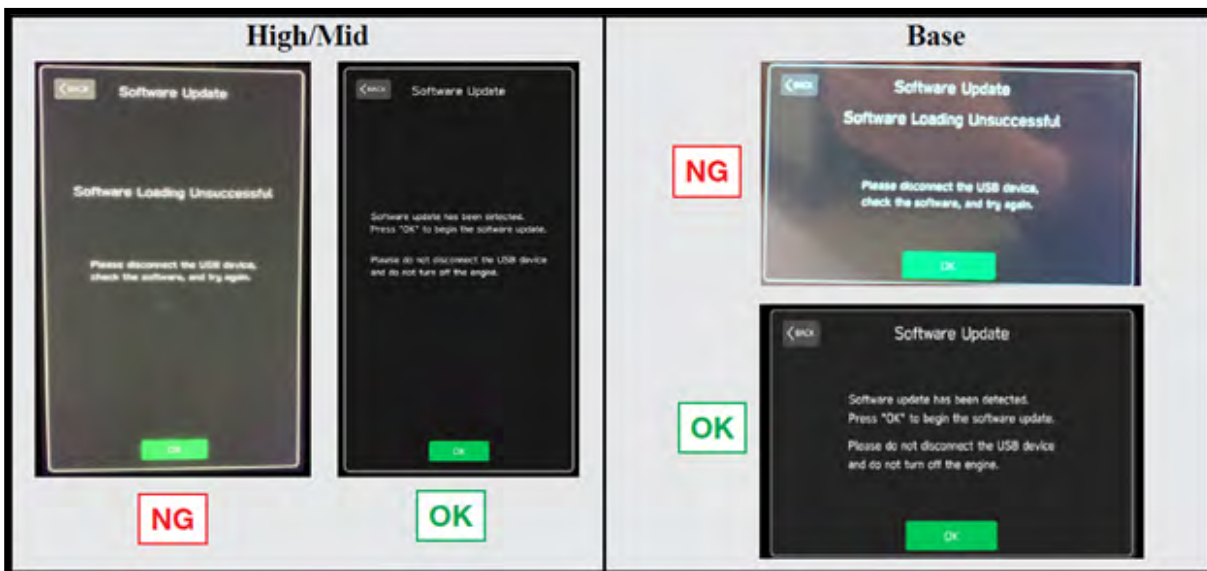 High/Mid
< BACK
Software Update
Software Loading Unsuccessful
Please disconnect the USB device,
check the software, and try again.
OK
NG
< BACK
Software Update
Software update has been detected.
Press "OK" to begin the software update.
Please do not disconnect the USB device
and do not turn off the engine.
OK
OK
Base
NG
< BACK
Software Update
Software Loading Unsuccessful
Please disconnect the USB device,
check the software, and try again.
OK
OK
< BACK
Software Update
Software update has been detected.
Press "OK" to begin the software update.
Please do not disconnect the USB device
and do not turn off the engine.
OK